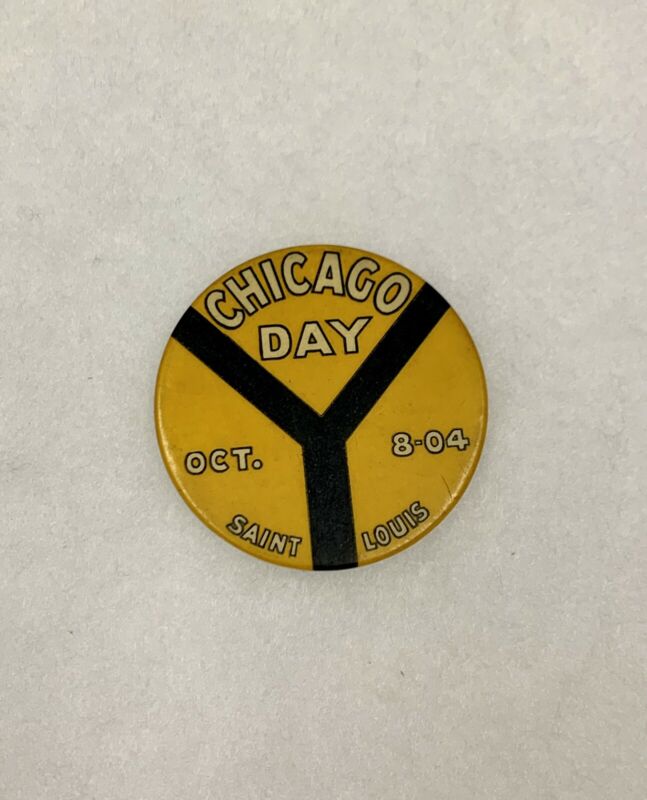 CHICAGO
DAY
OCT. 8-04
SAINT LOUIS